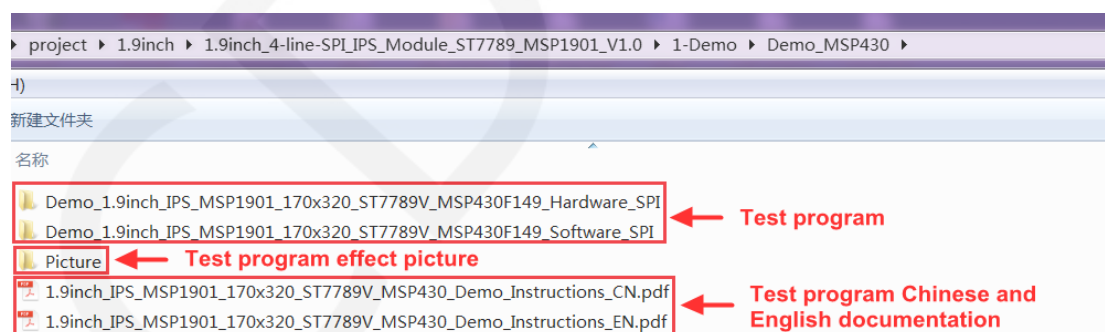 project ▸ 1.9inch ▸ 1.9inch_4-line-SPI_IPS_Module_ST7789_MSP1901_V1.0 ▸ 1-Demo ▸ Demo_MSP430 ▸
H)
新建文件夹
名称
Demo_1.9inch_IPS_MSP1901_170x320_ST7789V_MSP430F149_Hardware_SPI
Test program
Demo_1.9inch_IPS_MSP1901_170x320_ST7789V_MSP430F149_Software_SPI
Picture Test program effect picture
1.9inch_IPS_MSP1901_170x320_ST7789V_MSP430_Demo_Instructions_CN.pdf
1.9inch_IPS_MSP1901_170x320_ST7789V_MSP430_Demo_Instructions_EN.pdf
Test program Chinese and
English documentation